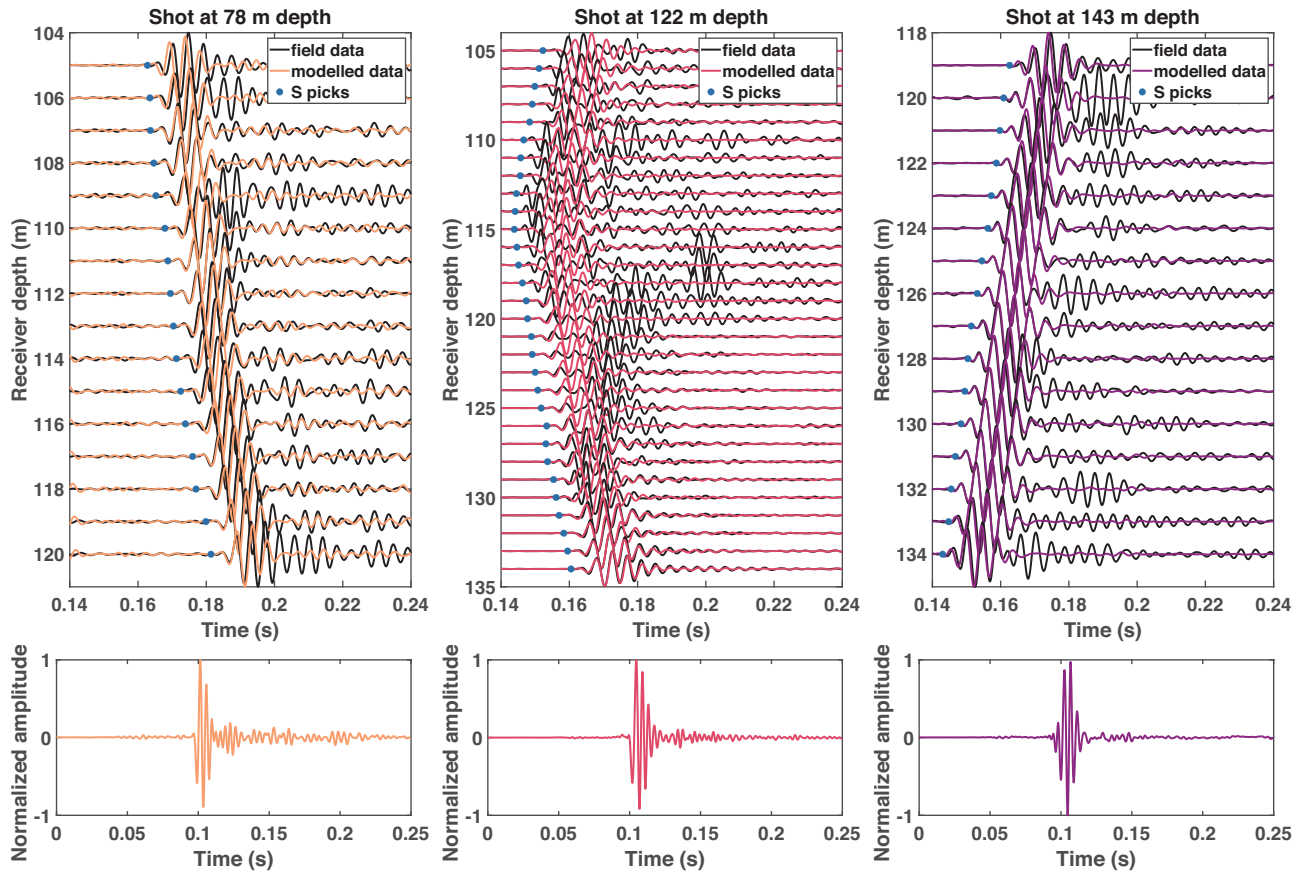 Shot at 78 m depth
104
106
108
110
112
114
116
118
120
Receiver depth (m)
field data
modelled data
S picks
0.14
0.16
0.18
0.2
0.22
0.24
Time (s)
Shot at 122 m depth
105
110
115
120
125
130
135
Receiver depth (m)
field data
modelled data
S picks
0.14
0.16
0.18
0.2
0.22
0.24
Time (s)
Shot at 143 m depth
118
120
122
124
126
128
130
132
134
Receiver depth (m)
field data
modelled data
S picks
0.14
0.16
0.18
0.2
0.22
0.24
Time (s)
Normalized amplitude
1
0
-1
0
0.05
0.1
0.15
0.2
0.25
Time (s)
Normalized amplitude
1
0
-1
0
0.05
0.1
0.15
0.2
0.25
Time (s)
Normalized amplitude
1
0
-1
0
0.05
0.1
0.15
0.2
0.25
Time (s)